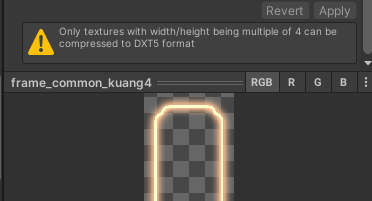 Revert Apply
Only textures with width/height being multiple of 4 can be
compressed to DXT5 format
frame_common_kuang4 RGB R G B